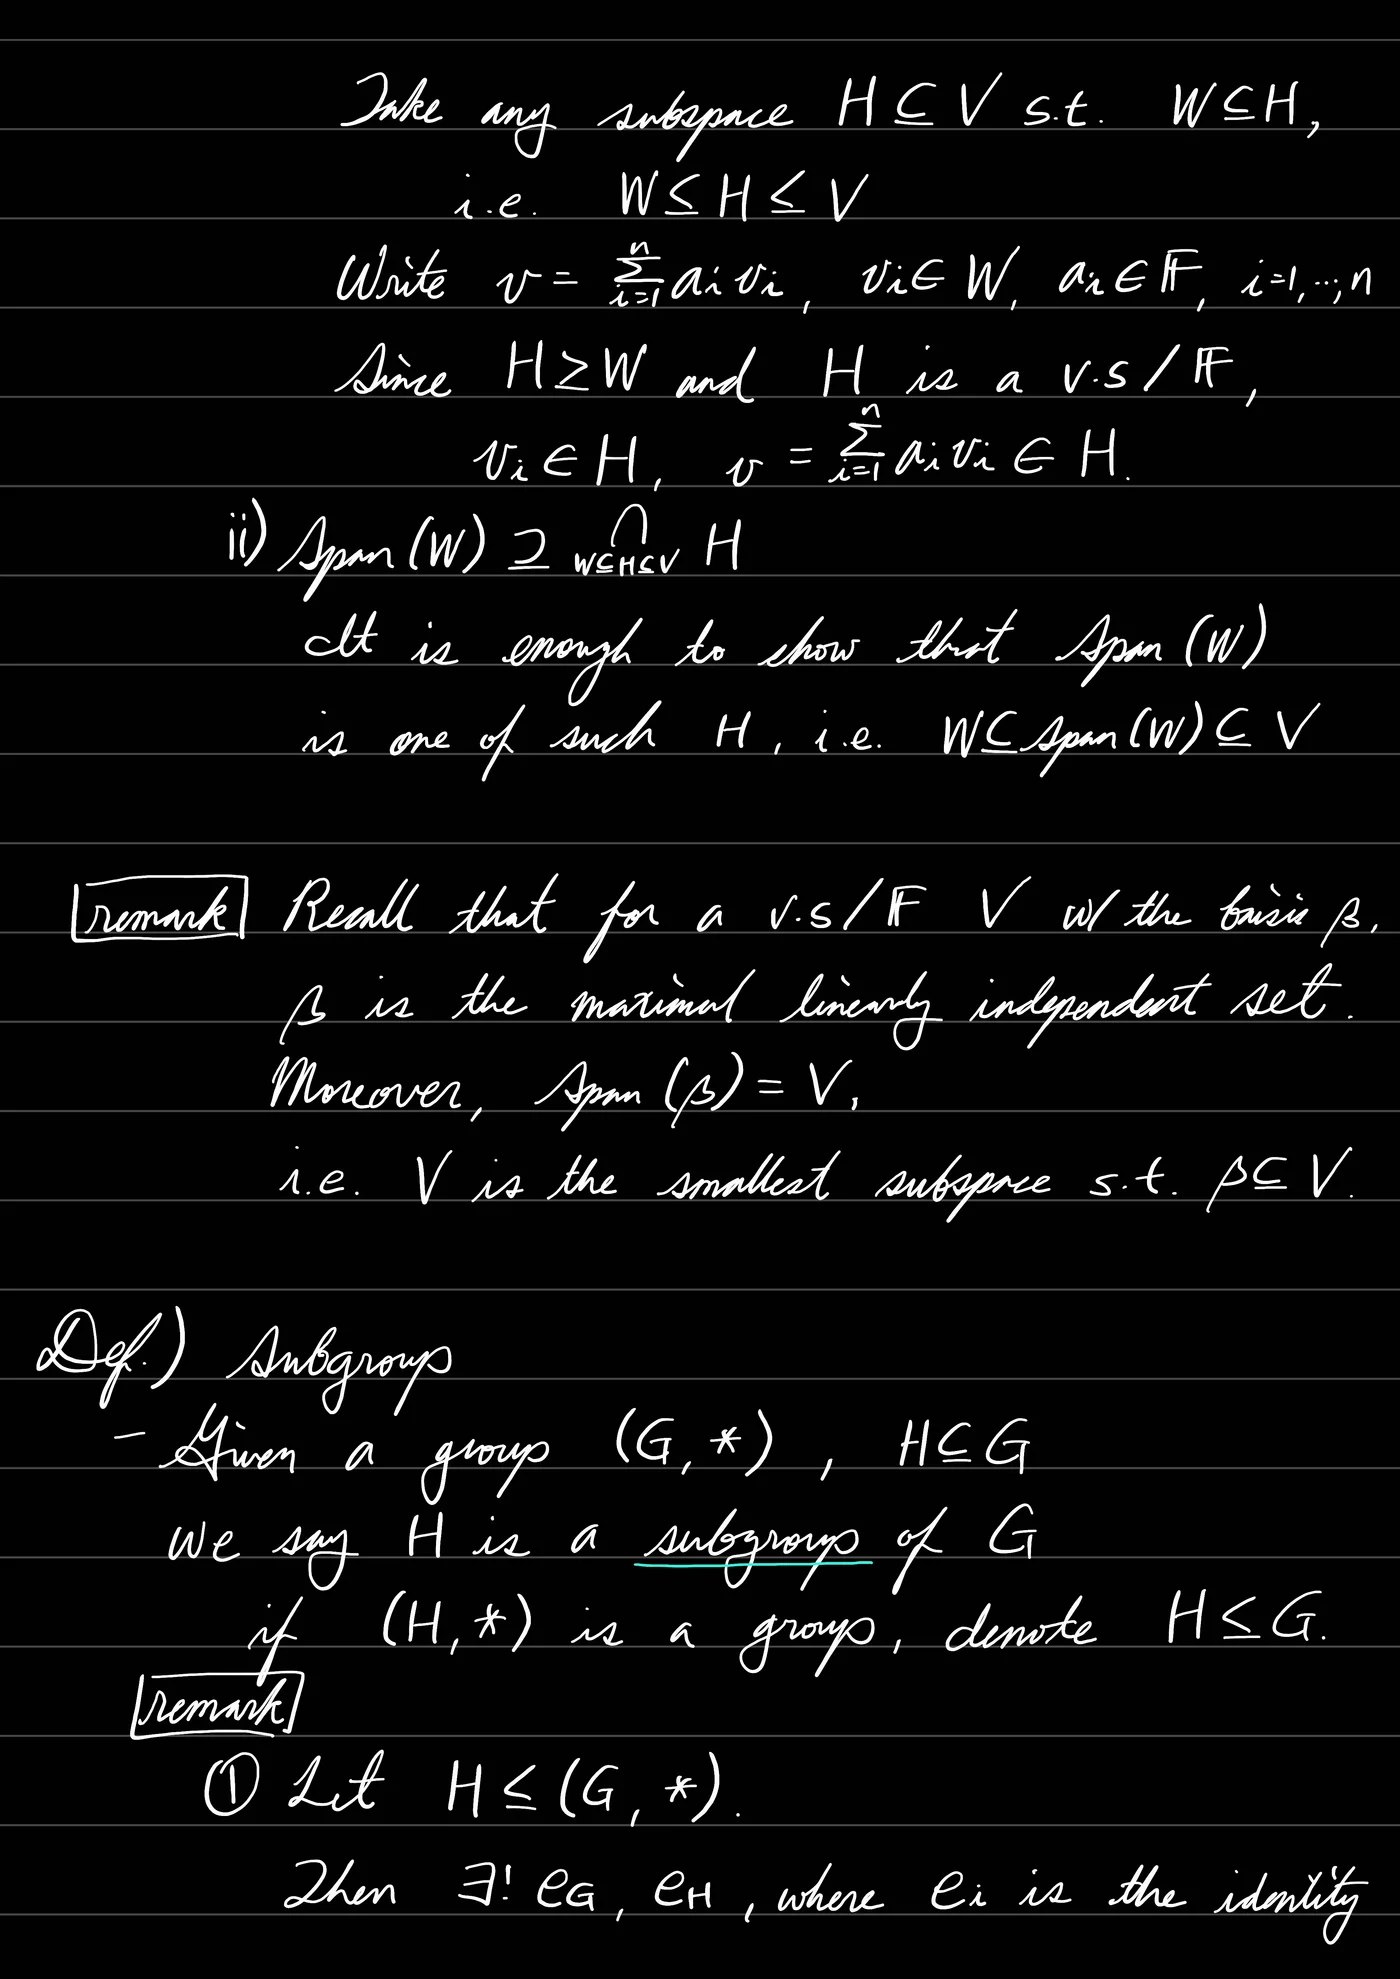 Take any subspace H ⊆ V s.t. W ⊆ H,
i.e. W ≤ H ≤ V
Write v = Σ_{i=1}^{n} a_i v_i, v_i ∈ W, a_i ∈ 𝔽, i=1,...,n
Since H ≥ W and H is a v.s/𝔽,
v_i ∈ H, v = Σ_{i=1}^{n} a_i v_i ∈ H.
ii) Span(W) ⊇ ⋂_{W⊆H≤V} H
It is enough to show that Span(W)
is one of such H, i.e. W ⊆ span(W) ⊆ V
remark Recall that for a v.s/𝔽 V w/ the basis β,
β is the maximal linearly independent set.
Moreover, Span(β) = V,
i.e. V is the smallest subspace s.t. β ⊆ V.
Def.) Subgroup
- Given a group (G, *), H ⊆ G
We say H is a subgroup of G
if (H, *) is a group, denote H ≤ G.
remark
① Let H ≤ (G, *).
Then ∃! e_G, e_H, where e_i is the identity